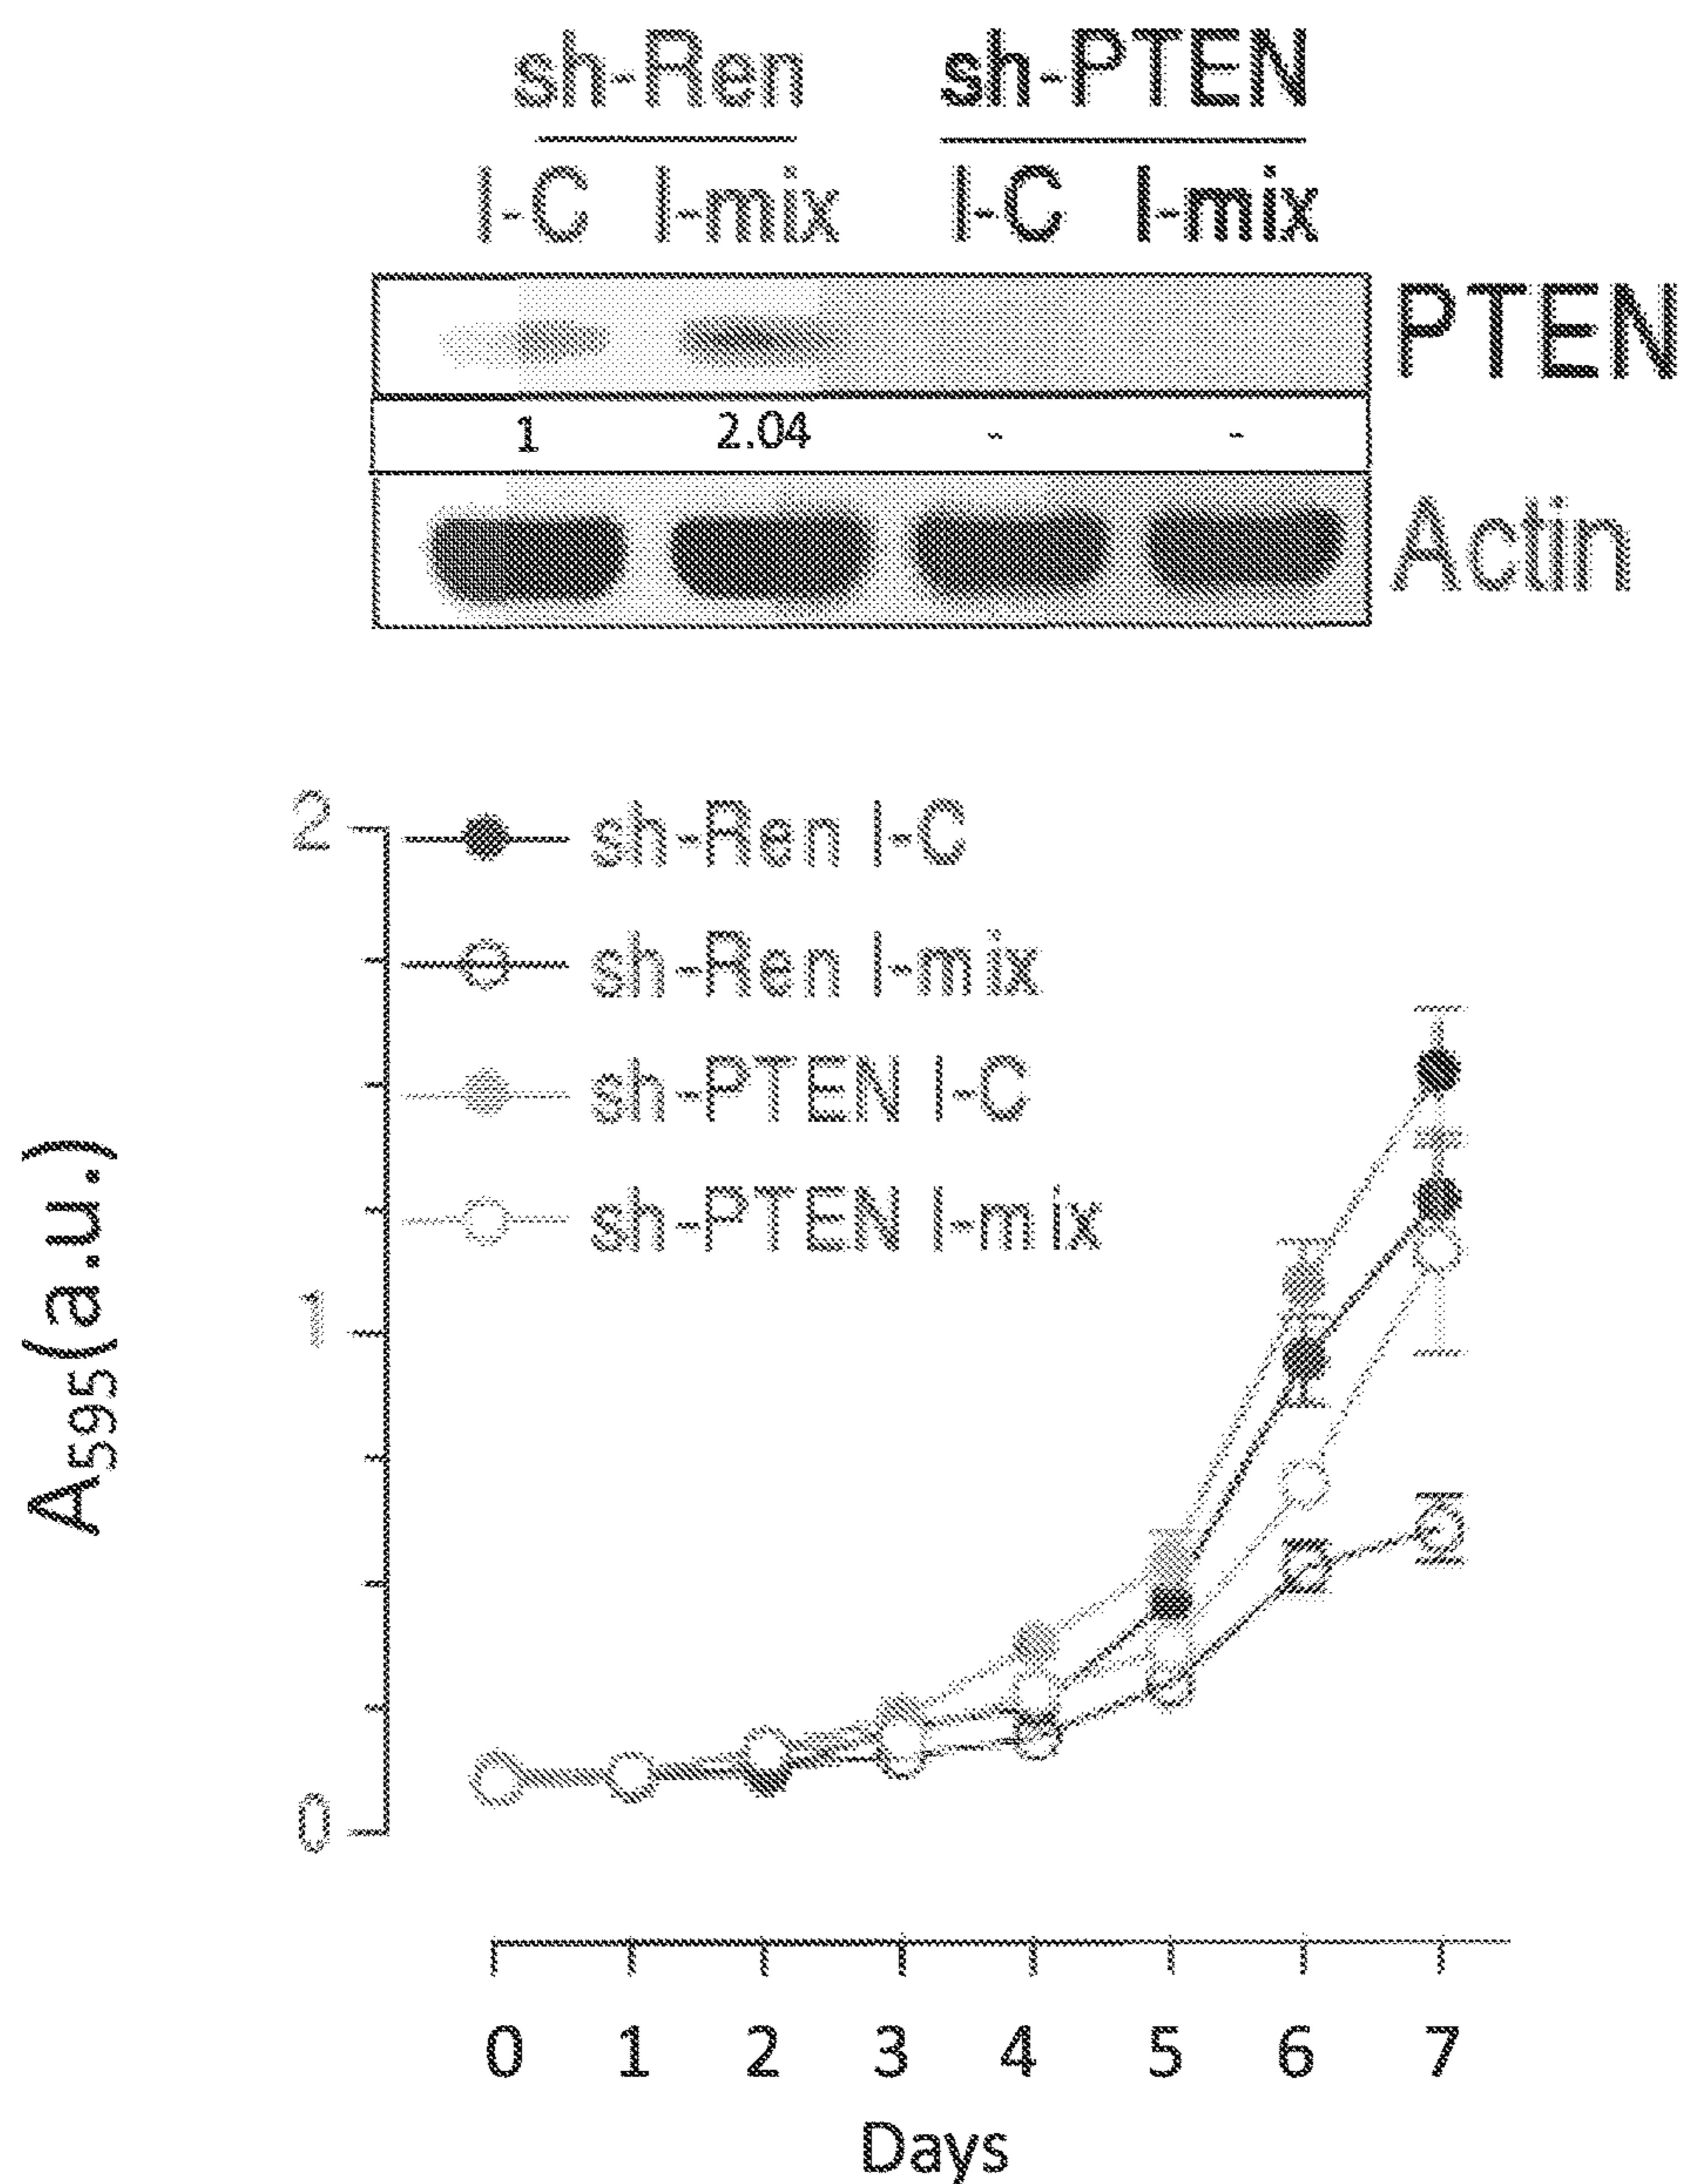 sh-Ren sh-PTEN
I-C I-mix I-C I-mix
PTEN
1 2.04 - -
Actin
2
1
0
A595(a.u.)
sh-Ren I-C
sh-Ren I-mix
sh-PTEN I-C
sh-PTEN I-mix
0 1 2 3 4 5 6 7
Days